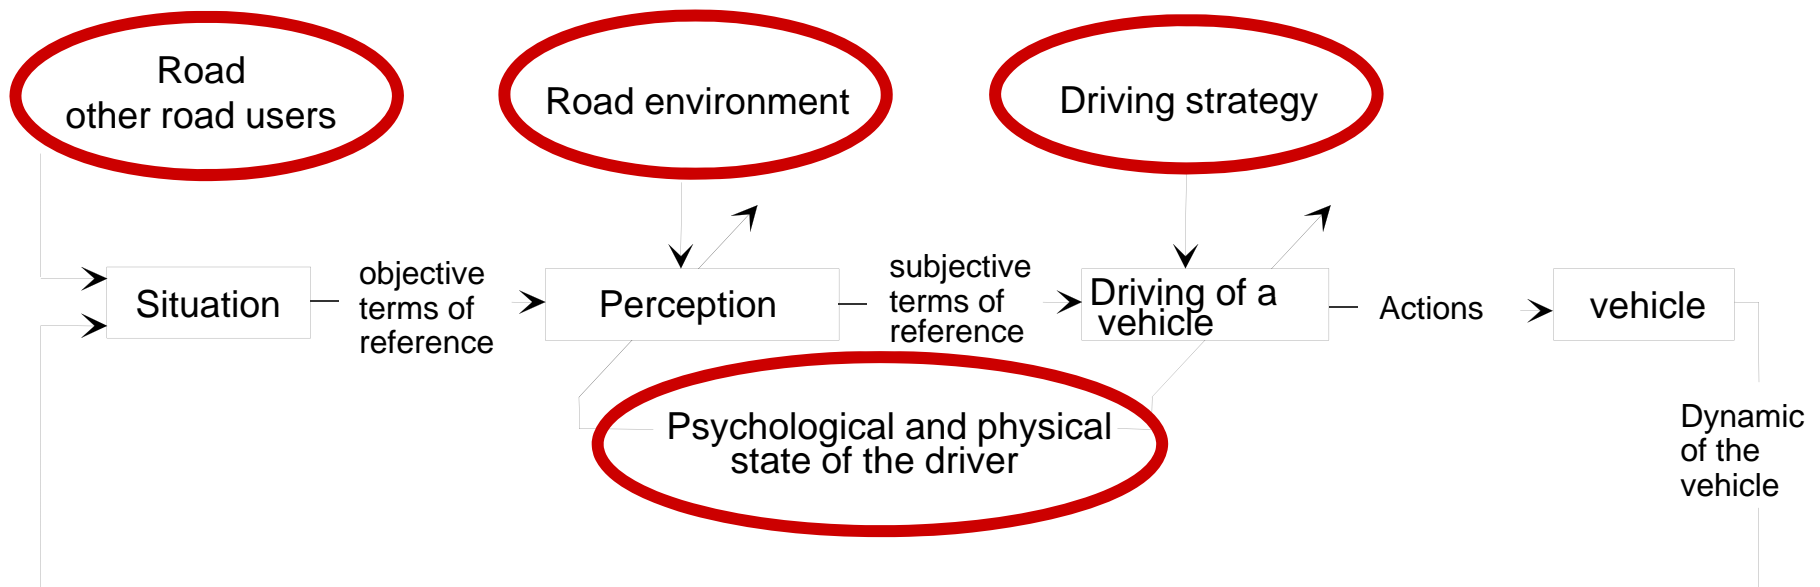 Road
other road users
Road environment
Driving strategy
Situation
objective
terms of
reference
Perception
subjective
terms of
reference
Driving of a
vehicle
Actions
vehicle
Psychological and physical
state of the driver
Dynamic
of the
vehicle